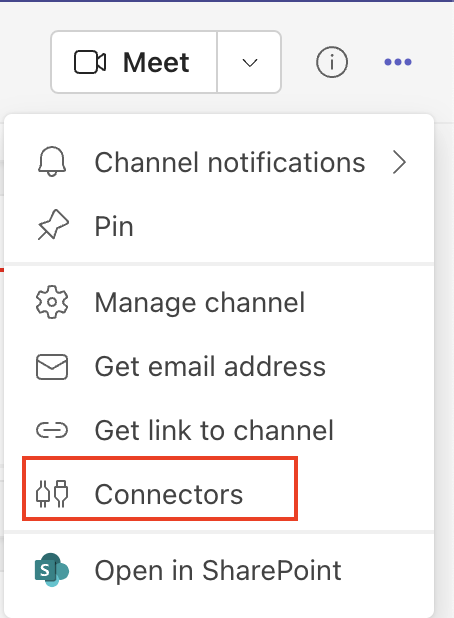 Meet
Channel notifications
Pin
Manage channel
Get email address
Get link to channel
Connectors
S
Open in SharePoint